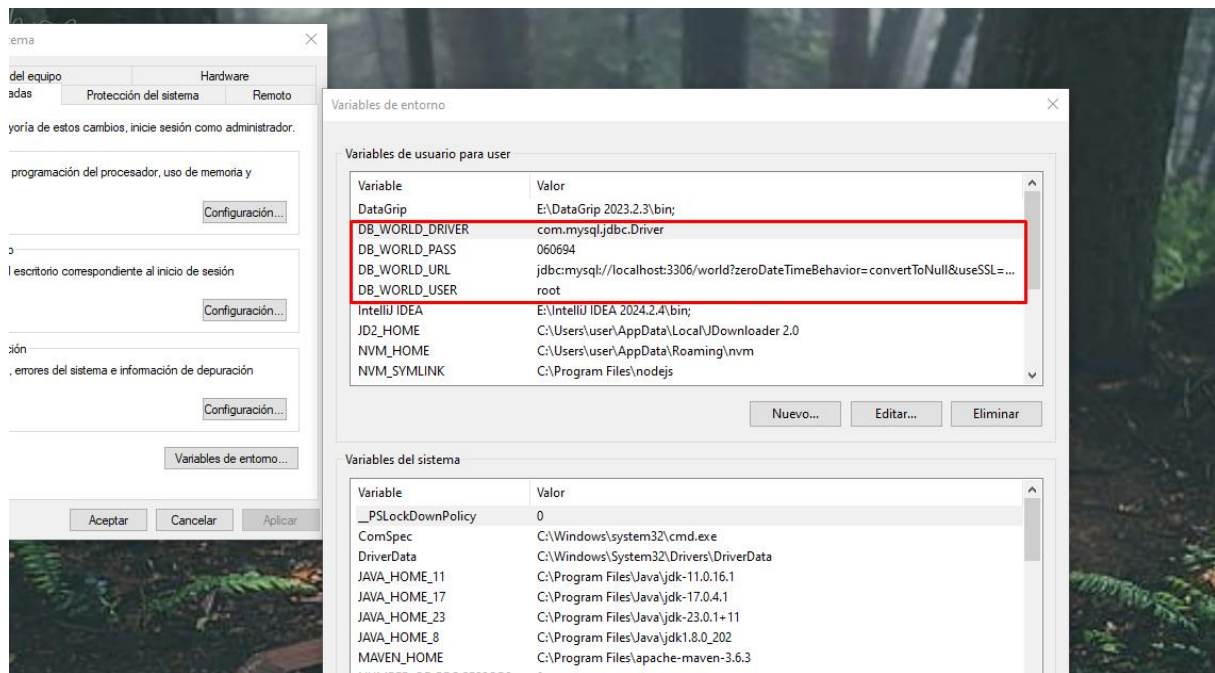 ema
del equipo Hardware
adas Protección del sistema Remoto
yoría de estos cambios, inicie sesión como administrador.
programación del procesador, uso de memoria y
Configuración...
o
l escritorio correspondiente al inicio de sesión
Configuración...
ción
, errores del sistema e información de depuración
Configuración...
Variables de entorno...
Aceptar Cancelar Aplicar
Variables de entorno
Variables de usuario para user
Variable Valor
DataGrip E:\DataGrip 2023.2.3\bin;
DB_WORLD_DRIVER com.mysql.jdbc.Driver
DB_WORLD_PASS 060694
DB_WORLD_URL jdbc:mysql://localhost:3306/world?zeroDateTimeBehavior=convertToNull&useSSL=...
DB_WORLD_USER root
IntelliJ IDEA E:\IntelliJ IDEA 2024.2.4\bin;
JD2_HOME C:\Users\user\AppData\Local\JDownloader 2.0
NVM_HOME C:\Users\user\AppData\Roaming\nvm
NVM_SYMLINK C:\Program Files\nodejs
Nuevo... Editar... Eliminar
Variables del sistema
Variable Valor
__PSLockDownPolicy 0
ComSpec C:\Windows\system32\cmd.exe
DriverData C:\Windows\System32\Drivers\DriverData
JAVA_HOME_11 C:\Program Files\Java\jdk-11.0.16.1
JAVA_HOME_17 C:\Program Files\Java\jdk-17.0.4.1
JAVA_HOME_23 C:\Program Files\Java\jdk-23.0.1+11
JAVA_HOME_8 C:\Program Files\Java\jdk1.8.0_202
MAVEN_HOME C:\Program Files\apache-maven-3.6.3